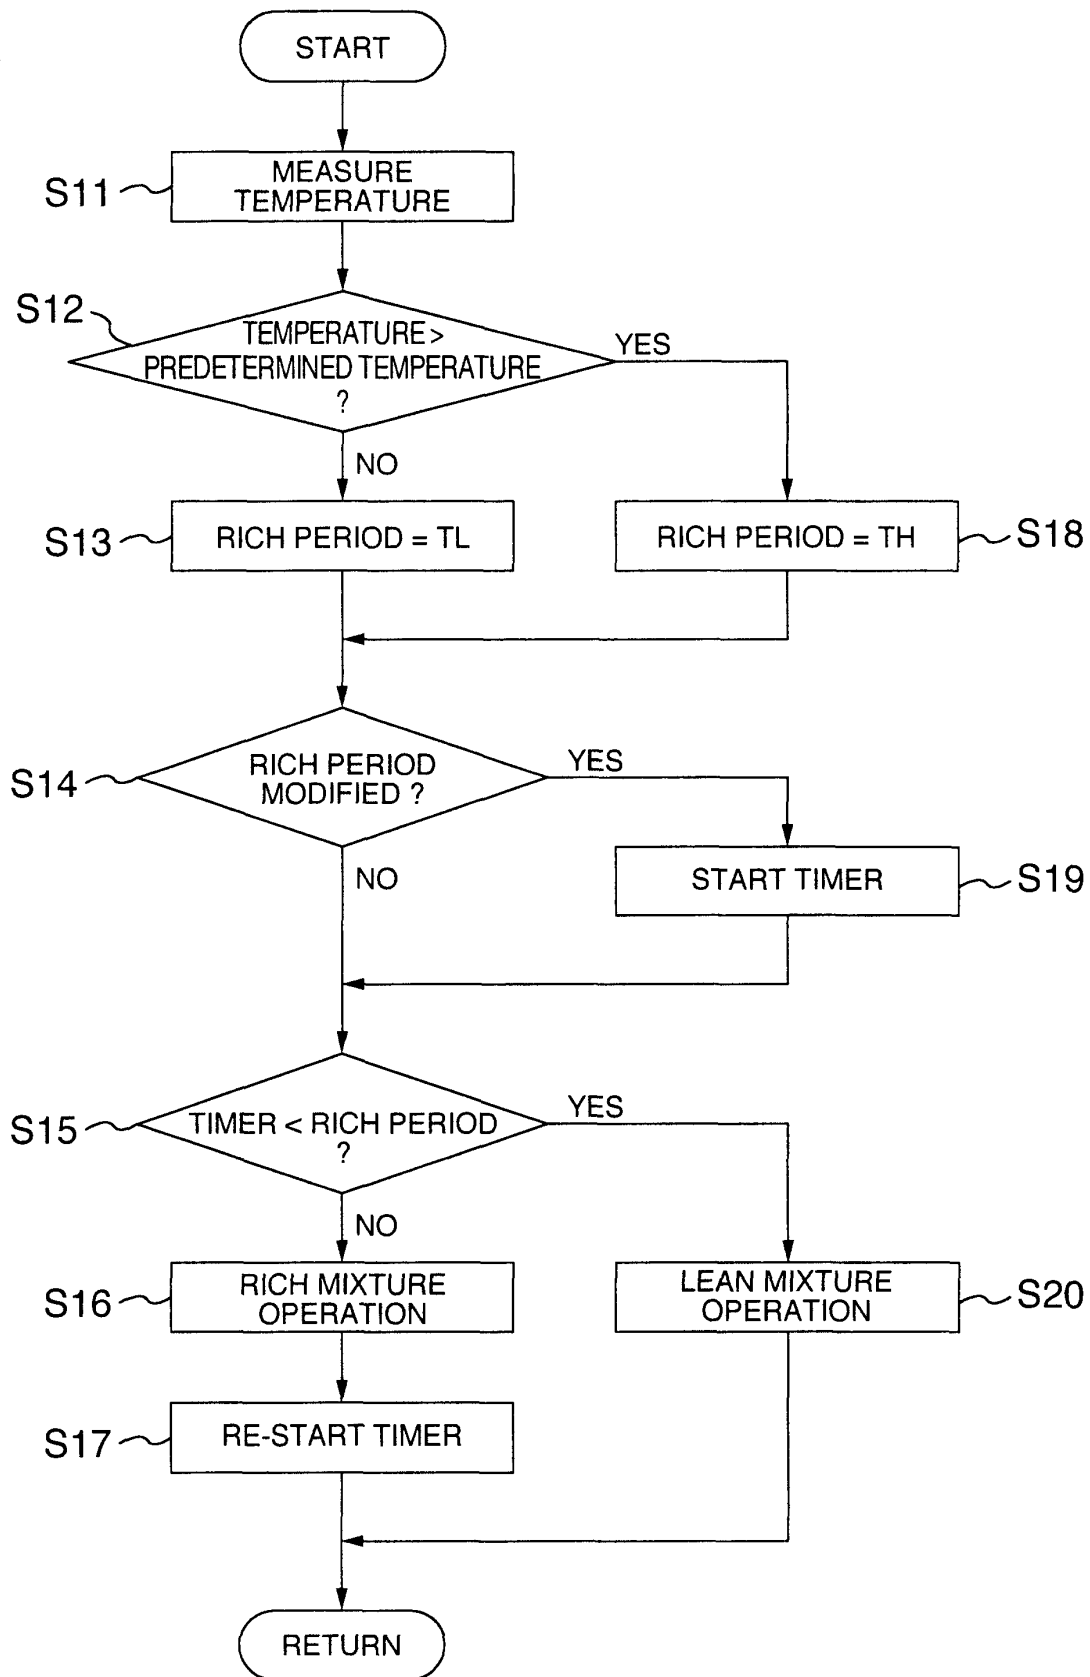 START
S11
MEASURE
TEMPERATURE
S12
TEMPERATURE >
PREDETERMINED TEMPERATURE
?
YES
NO
S13
RICH PERIOD = TL
RICH PERIOD = TH
S18
S14
RICH PERIOD
MODIFIED ?
YES
NO
START TIMER
S19
S15
TIMER < RICH PERIOD
?
YES
NO
S16
RICH MIXTURE
OPERATION
LEAN MIXTURE
OPERATION
S20
S17
RE-START TIMER
RETURN